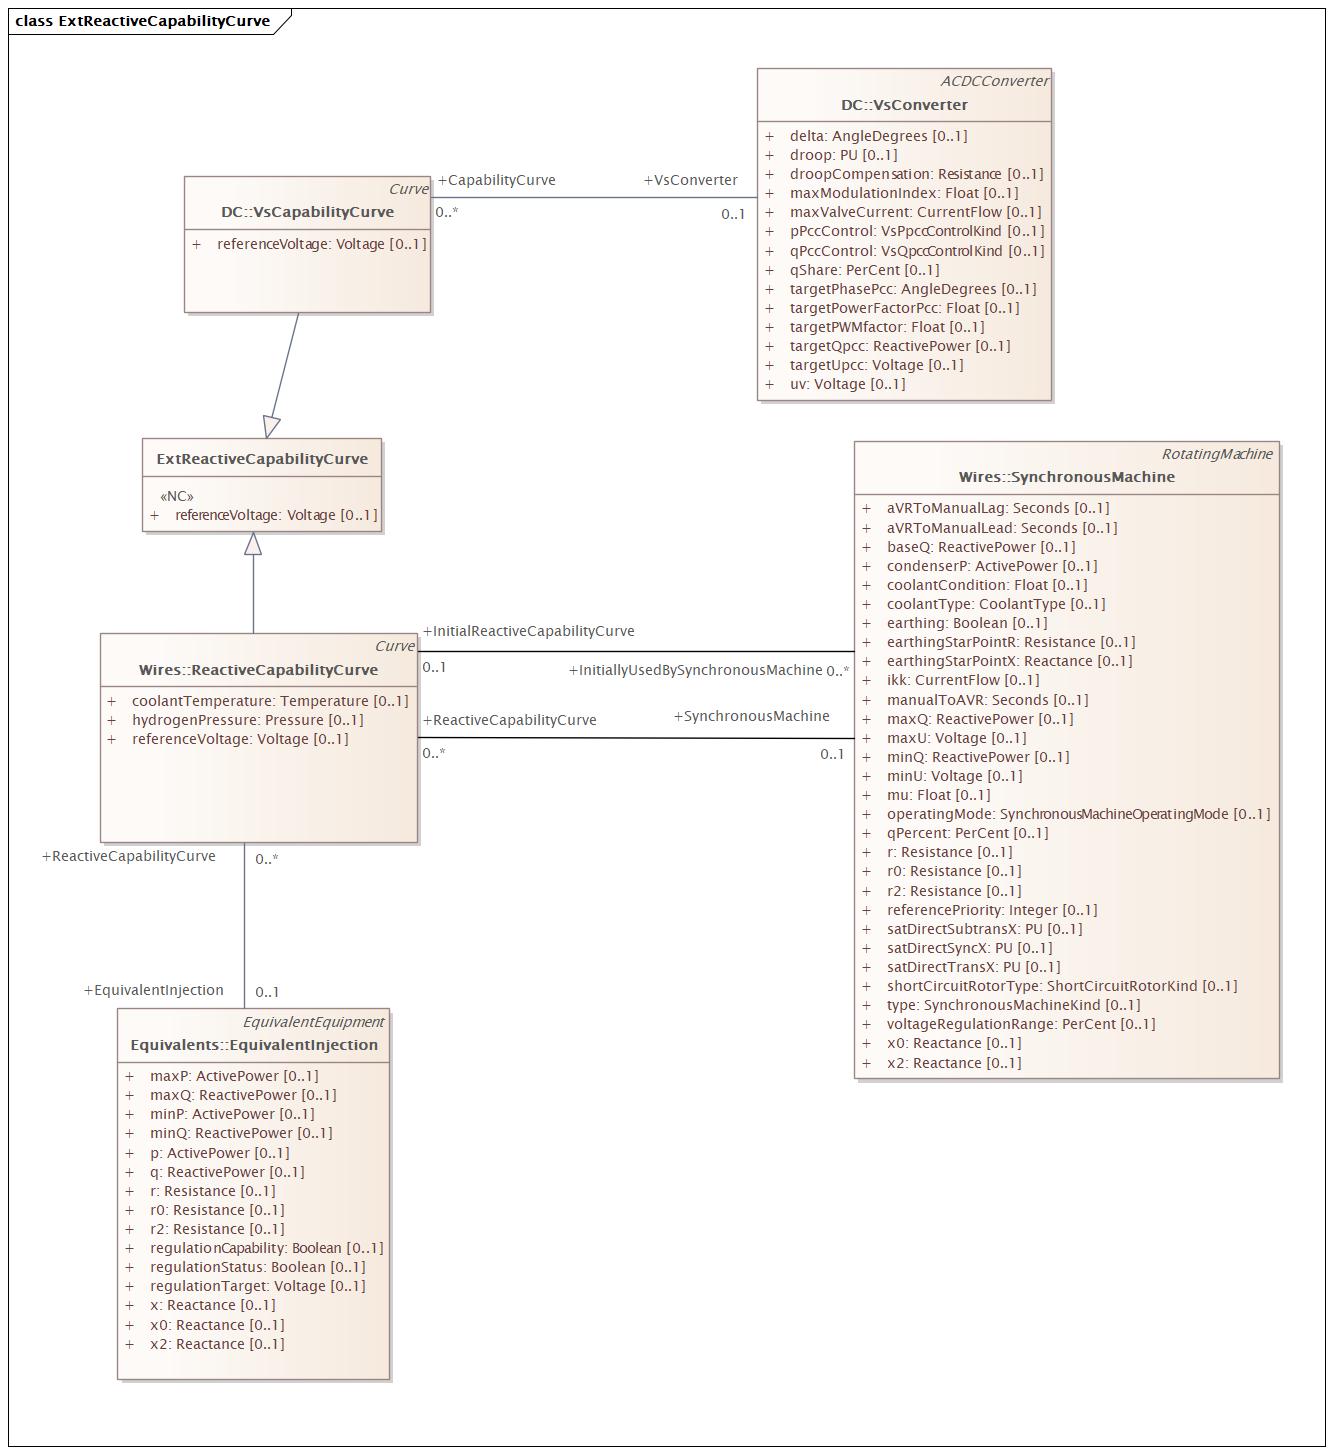 class ExtReactiveCapabilityCurve
ACDCConverter
DC::VsConverter
+ delta: AngleDegrees [0..1]
+ droop: PU [0..1]
+ droopCompensation: Resistance [0..1]
+ maxModulationIndex: Float [0..1]
+ maxValveCurrent: CurrentFlow [0..1]
+ pPccControl: VsPpccControlKind [0..1]
+ qPccControl: VsQpccControlKind [0..1]
+ qShare: PerCent [0..1]
+ targetPhasePcc: AngleDegrees [0..1]
+ targetPowerFactorPcc: Float [0..1]
+ targetPWMfactor: Float [0..1]
+ targetQpcc: ReactivePower [0..1]
+ targetUpcc: Voltage [0..1]
+ uv: Voltage [0..1]
+CapabilityCurve
+VsConverter
0..*
0..1
Curve
DC::VsCapabilityCurve
+ referenceVoltage: Voltage [0..1]
ExtReactiveCapabilityCurve
«NC»
+ referenceVoltage: Voltage [0..1]
RotatingMachine
Wires::SynchronousMachine
+ aVRToManualLag: Seconds [0..1]
+ aVRToManualLead: Seconds [0..1]
+ baseQ: ReactivePower [0..1]
+ condenserP: ActivePower [0..1]
+ coolantCondition: Float [0..1]
+ coolantType: CoolantType [0..1]
+ earthing: Boolean [0..1]
+ earthingStarPointR: Resistance [0..1]
+ earthingStarPointX: Reactance [0..1]
+ ikk: CurrentFlow [0..1]
+ manualToAVR: Seconds [0..1]
+ maxQ: ReactivePower [0..1]
+ maxU: Voltage [0..1]
+ minQ: ReactivePower [0..1]
+ minU: Voltage [0..1]
+ mu: Float [0..1]
+ operatingMode: SynchronousMachineOperatingMode [0..1]
+ qPercent: PerCent [0..1]
+ r: Resistance [0..1]
+ r0: Resistance [0..1]
+ r2: Resistance [0..1]
+ referencePriority: Integer [0..1]
+ satDirectSubtransX: PU [0..1]
+ satDirectSyncX: PU [0..1]
+ satDirectTransX: PU [0..1]
+ shortCircuitRotorType: ShortCircuitRotorKind [0..1]
+ type: SynchronousMachineKind [0..1]
+ voltageRegulationRange: PerCent [0..1]
+ x0: Reactance [0..1]
+ x2: Reactance [0..1]
+InitialReactiveCapabilityCurve
0..1
+InitiallyUsedBySynchronousMachine 0..*
+ReactiveCapabilityCurve
+SynchronousMachine
0..*
0..1
Curve
Wires::ReactiveCapabilityCurve
+ coolantTemperature: Temperature [0..1]
+ hydrogenPressure: Pressure [0..1]
+ referenceVoltage: Voltage [0..1]
+ReactiveCapabilityCurve
0..*
+EquivalentInjection
0..1
EquivalentEquipment
Equivalents::EquivalentInjection
+ maxP: ActivePower [0..1]
+ maxQ: ReactivePower [0..1]
+ minP: ActivePower [0..1]
+ minQ: ReactivePower [0..1]
+ p: ActivePower [0..1]
+ q: ReactivePower [0..1]
+ r: Resistance [0..1]
+ r0: Resistance [0..1]
+ r2: Resistance [0..1]
+ regulationCapability: Boolean [0..1]
+ regulationStatus: Boolean [0..1]
+ regulationTarget: Voltage [0..1]
+ x: Reactance [0..1]
+ x0: Reactance [0..1]
+ x2: Reactance [0..1]